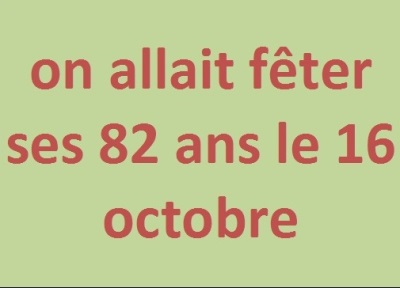 on allait fêter
ses 82 ans le 16
octobre